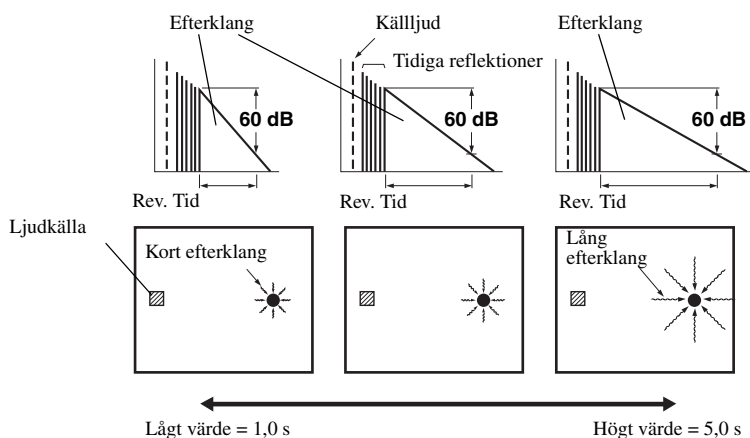 Efterklang
Källljud
Efterklang
Tidiga reflektioner
60 dB
60 dB
60 dB
Rev. Tid
Rev. Tid
Rev. Tid
Ljudkälla
Kort efterklang
Lång
efterklang
Lågt värde = 1,0 s
Högt värde = 5,0 s